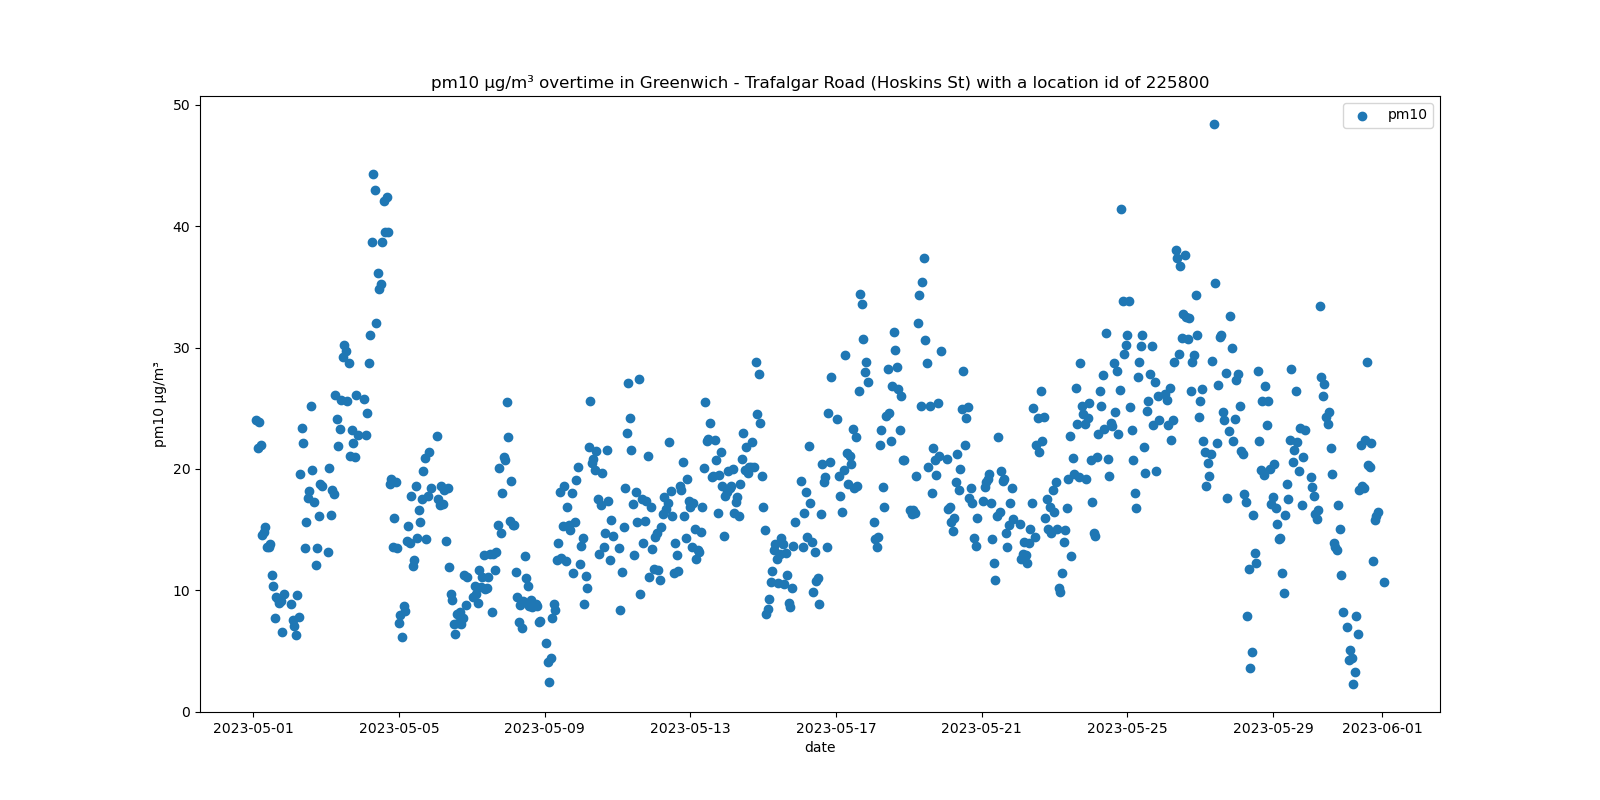 pm10 µg/m³ overtime in Greenwich - Trafalgar Road (Hoskins St) with a location id of 225800
pm10
50
40
30
20
10
0
pm10 µg/m³
2023-05-01 2023-05-05 2023-05-09 2023-05-13 2023-05-17 2023-05-21 2023-05-25 2023-05-29 2023-06-01
date